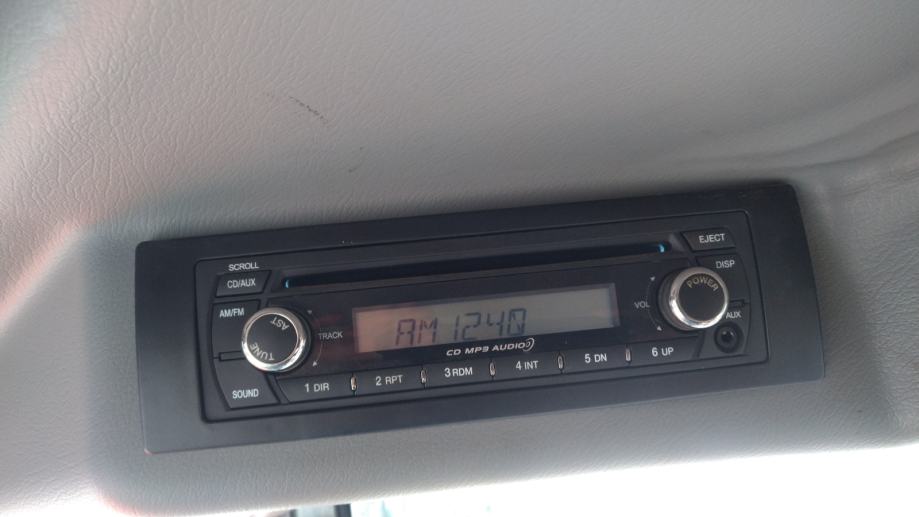 SCROLL
CD/AUX
EJECT
DISP
AM/FM
AST
TUNE
TRACK
AM 1240
VOL
POWER
AUX
CD MP3 AUDIO
SOUND
1 DIR
2 RPT
3 RDM
4 INT
5 DN
6 UP